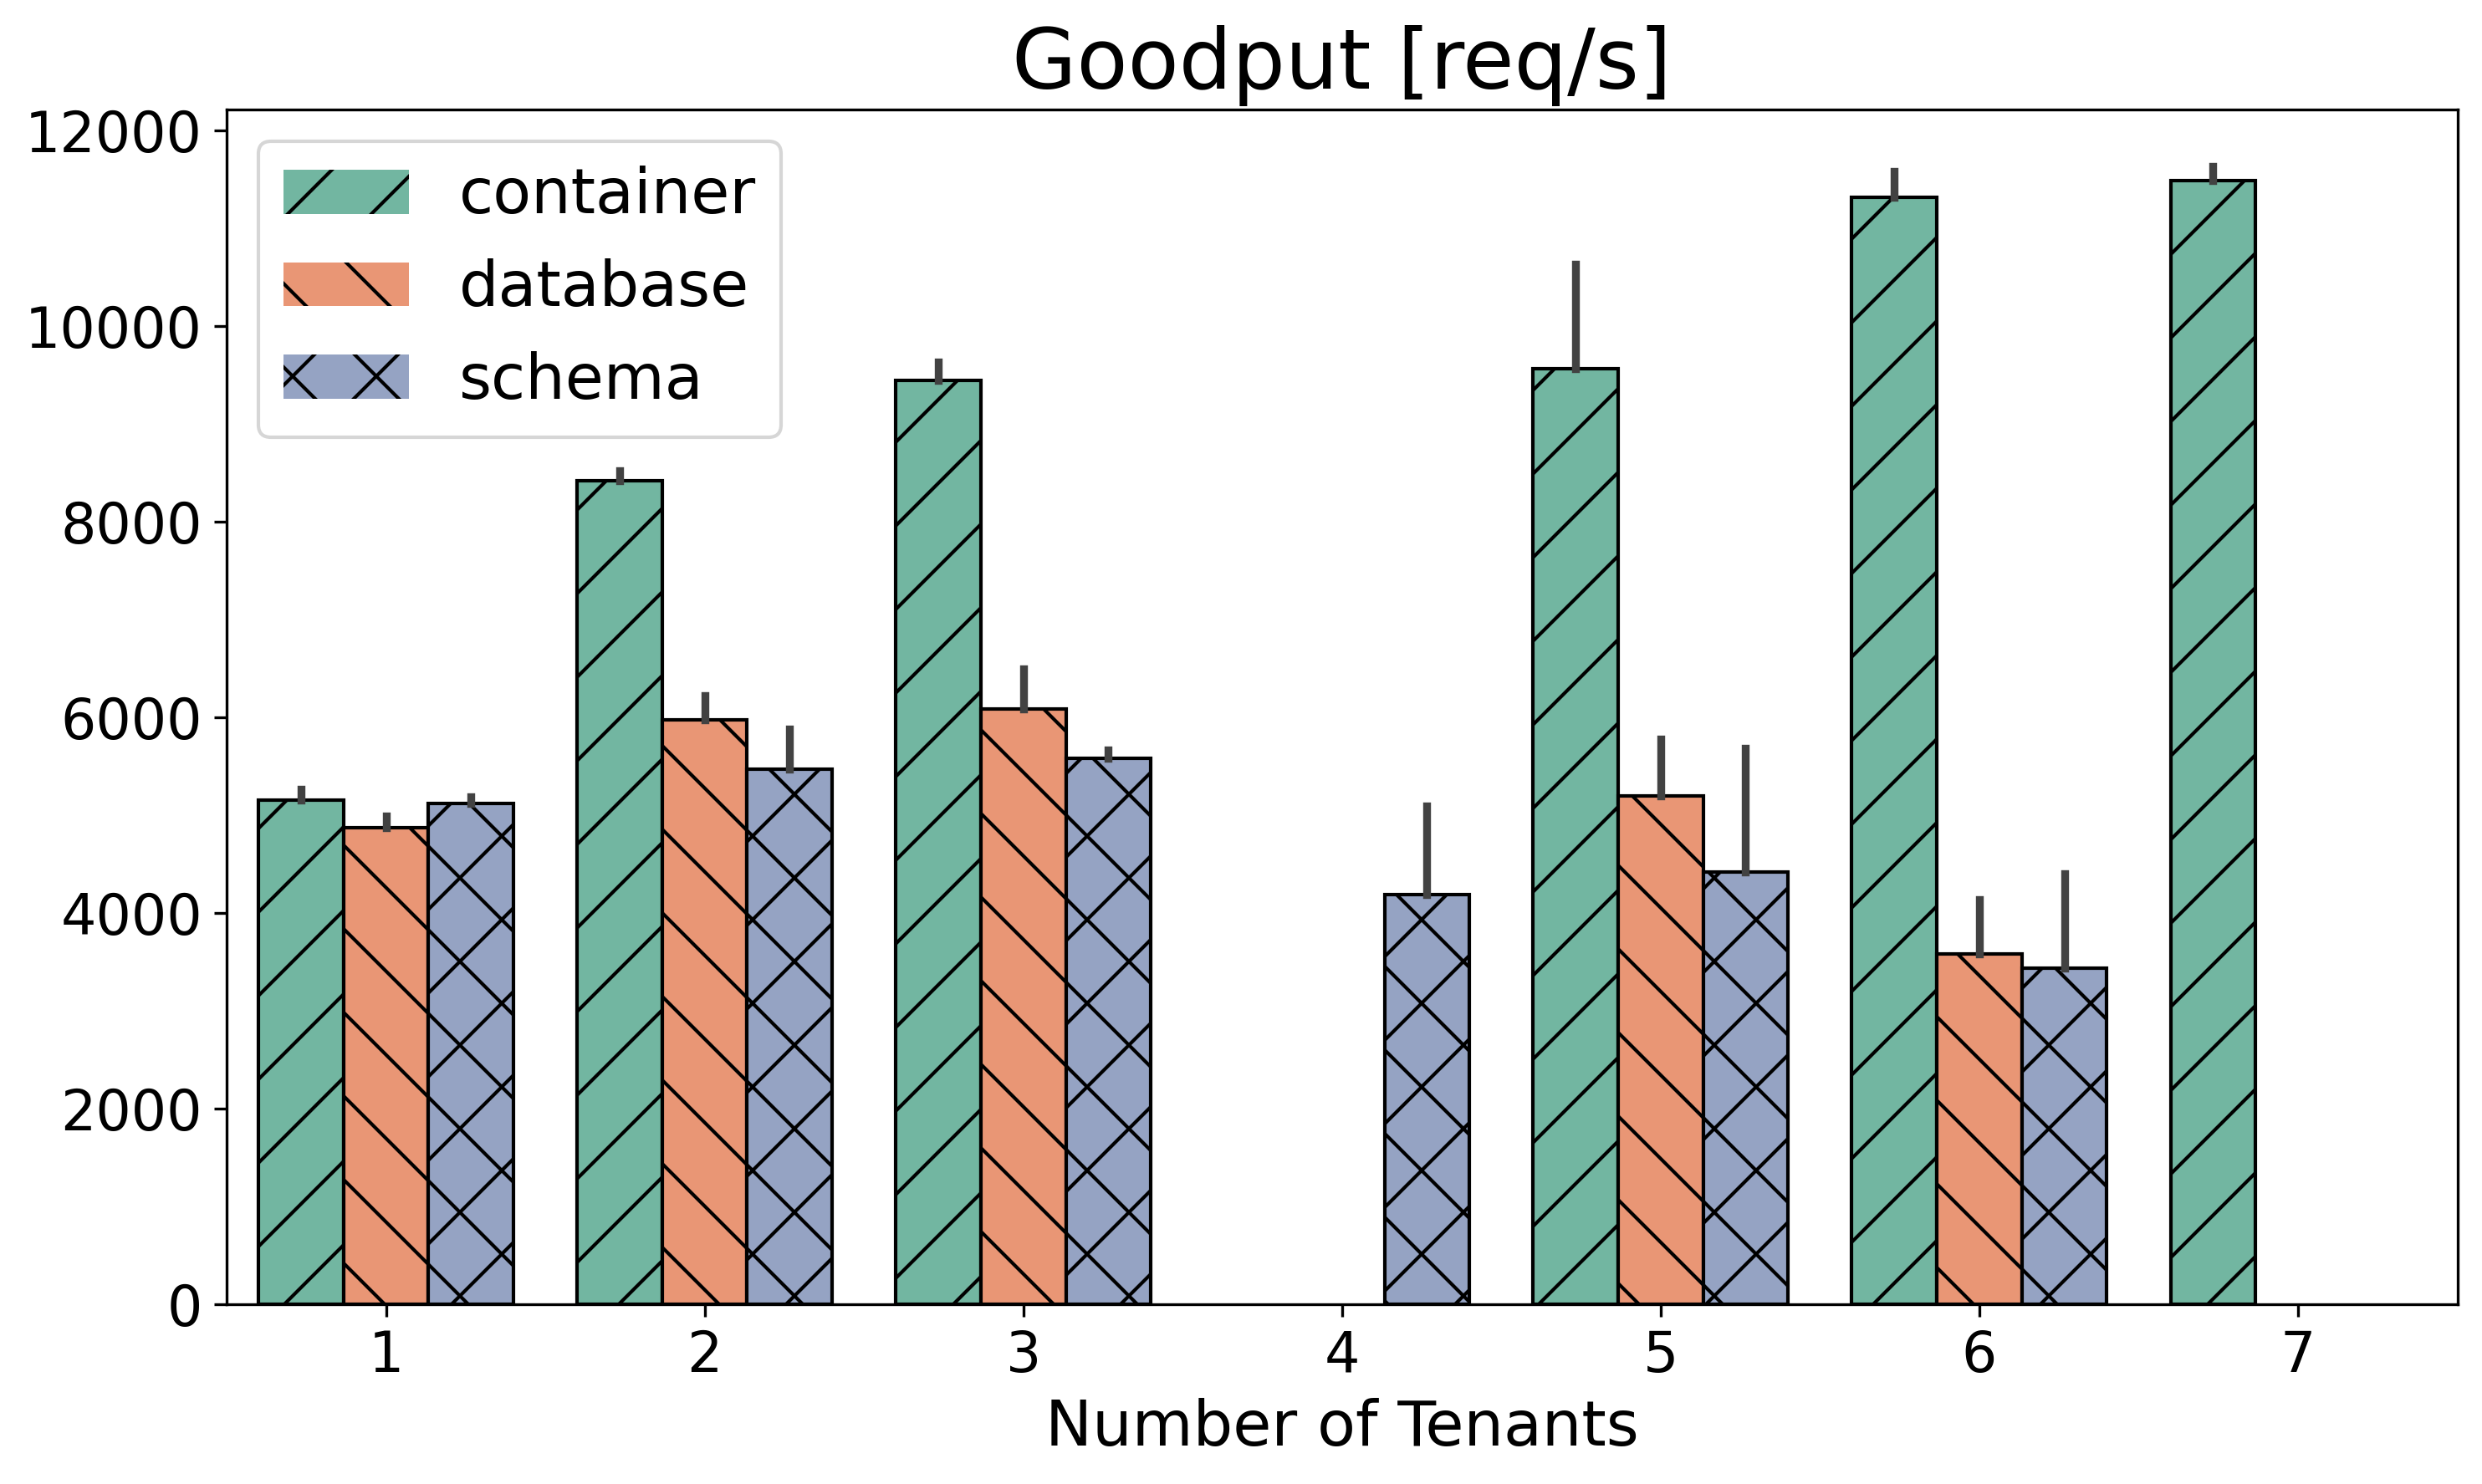 Goodput [req/s]
12000
10000
8000
6000
4000
2000
0
container
database
schema
1 2 3 4 5 6 7
Number of Tenants